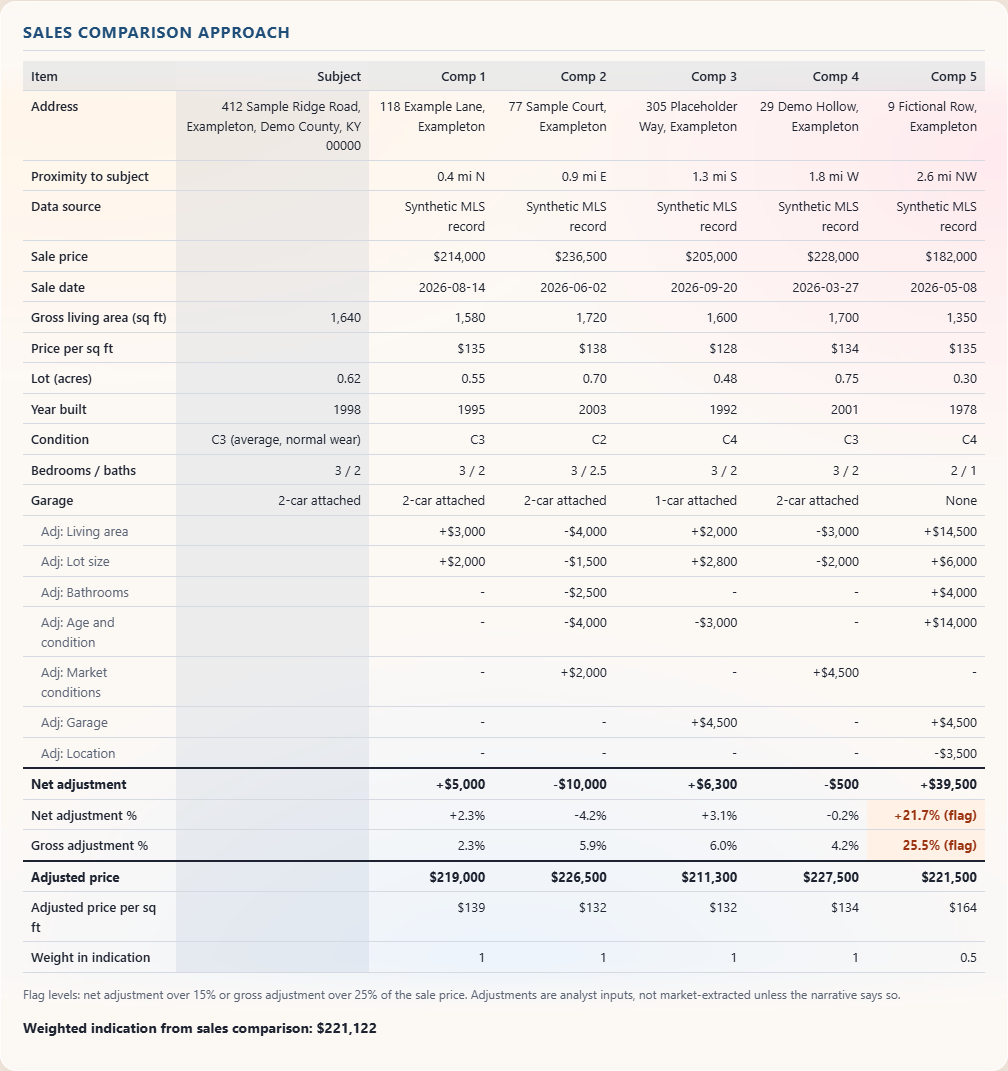 SALES COMPARISON APPROACH
Item Subject Comp 1 Comp 2 Comp 3 Comp 4 Comp 5
Address 412 Sample Ridge Road, 118 Example Lane, 77 Sample Court, 305 Placeholder 29 Demo Hollow, 9 Fictional Row,
Exampleton, Demo County, KY Exampleton Exampleton Way, Exampleton Exampleton Exampleton
00000
Proximity to subject 0.4 mi N 0.9 mi E 1.3 mi S 1.8 mi W 2.6 mi NW
Data source Synthetic MLS Synthetic MLS Synthetic MLS Synthetic MLS Synthetic MLS
record record record record record
Sale price $214,000 $236,500 $205,000 $228,000 $182,000
Sale date 2026-08-14 2026-06-02 2026-09-20 2026-03-27 2026-05-08
Gross living area (sq ft) 1,640 1,580 1,720 1,600 1,700 1,350
Price per sq ft $135 $138 $128 $134 $135
Lot (acres) 0.62 0.55 0.70 0.48 0.75 0.30
Year built 1998 1995 2003 1992 2001 1978
Condition C3 (average, normal wear) C3 C2 C4 C3 C4
Bedrooms / baths 3 / 2 3 / 2 3 / 2.5 3 / 2 3 / 2 2 / 1
Garage 2-car attached 2-car attached 2-car attached 1-car attached 2-car attached None
Adj: Living area +$3,000 -$4,000 +$2,000 -$3,000 +$14,500
Adj: Lot size +$2,000 -$1,500 +$2,800 -$2,000 +$6,000
Adj: Bathrooms - -$2,500 - - +$4,000
Adj: Age and - -$4,000 -$3,000 - +$14,000
condition
Adj: Market - +$2,000 - +$4,500 -
conditions
Adj: Garage - - +$4,500 - +$4,500
Adj: Location - - - - -$3,500
Net adjustment +$5,000 -$10,000 +$6,300 -$500 +$39,500
Net adjustment % +2.3% -4.2% +3.1% -0.2% +21.7% (flag)
Gross adjustment % 2.3% 5.9% 6.0% 4.2% 25.5% (flag)
Adjusted price $219,000 $226,500 $211,300 $227,500 $221,500
Adjusted price per sq $139 $132 $132 $134 $164
ft
Weight in indication 1 1 1 1 0.5
Flag levels: net adjustment over 15% or gross adjustment over 25% of the sale price. Adjustments are analyst inputs, not market-extracted unless the narrative says so.
Weighted indication from sales comparison: $221,122